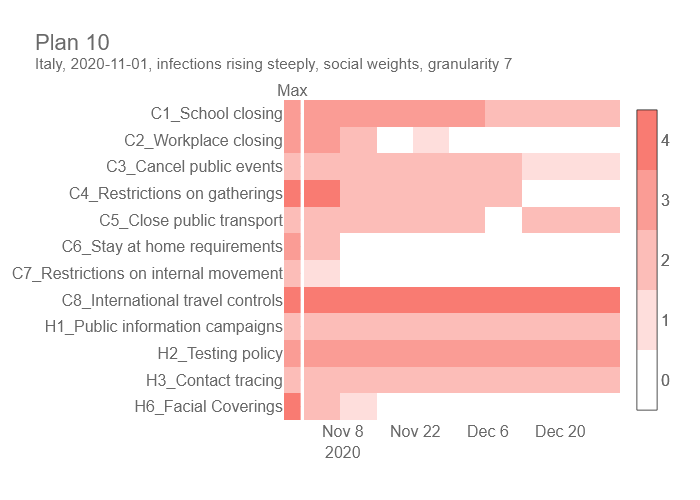 Plan 10
Italy, 2020-11-01, infections rising steeply, social weights, granularity 7
Max
C1_School closing
C2_Workplace closing
C3_Cancel public events
C4_Restrictions on gatherings
C5_Close public transport
C6_Stay at home requirements
C7_Restrictions on internal movement
C8_International travel controls
H1_Public information campaigns
H2_Testing policy
H3_Contact tracing
H6_Facial Coverings
Nov 8 Nov 22 Dec 6 Dec 20
2020
4
3
2
1
0